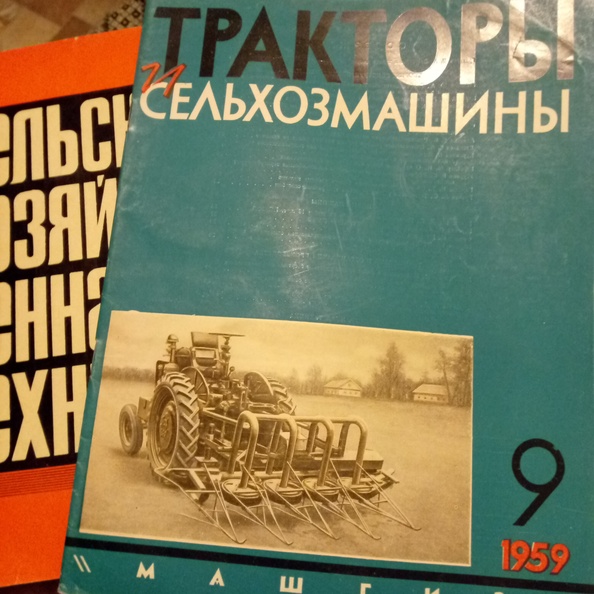 ТРАКТОРЫ
И
СЕЛЬХОЗМАШИНЫ
9
1959
МАШГИЗ
ЕЛЬСК
ОЗЯЙ
ЕННА
ЕХН